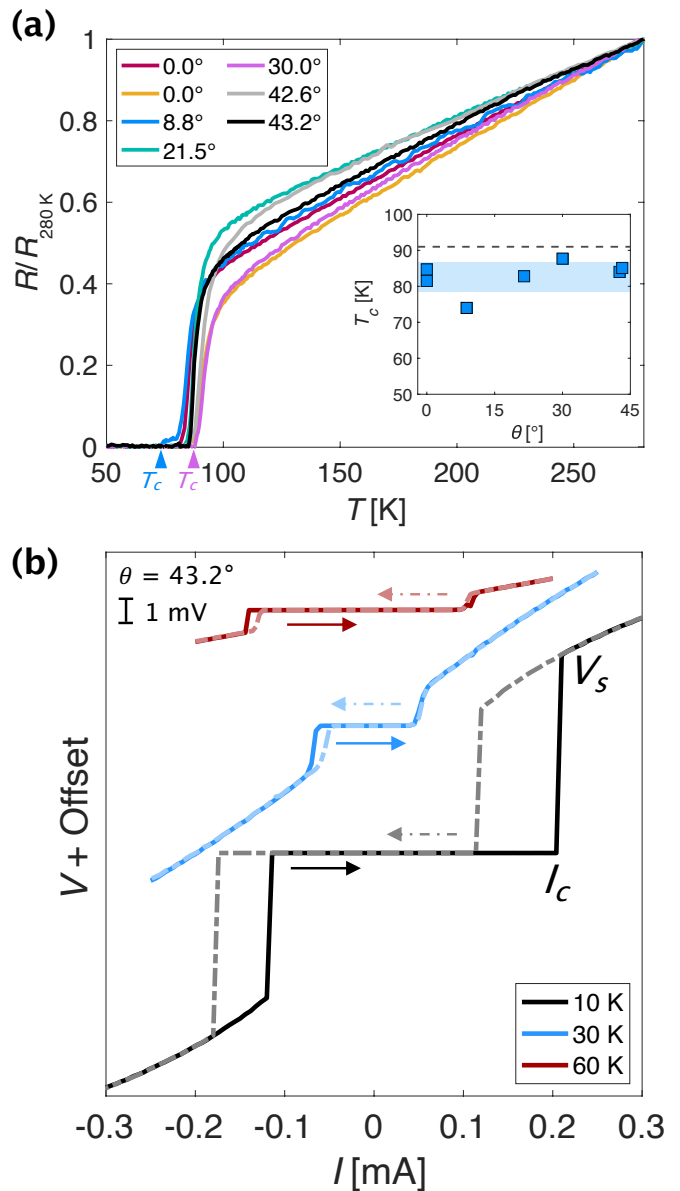 (a)
1
0.8
0.6
0.4
0.2
0
R/R280 K
0.0° 30.0°
0.0° 42.6°
8.8° 43.2°
21.5°
100
90
80
70
60
50
Tc [K]
0 15 30 45
θ [°]
50 100 150 200 250
Tc Tc
T [K]
(b)
θ = 43.2°
1 mV
Vs
Ic
V + Offset
10 K
30 K
60 K
-0.3 -0.2 -0.1 0 0.1 0.2 0.3
I [mA]